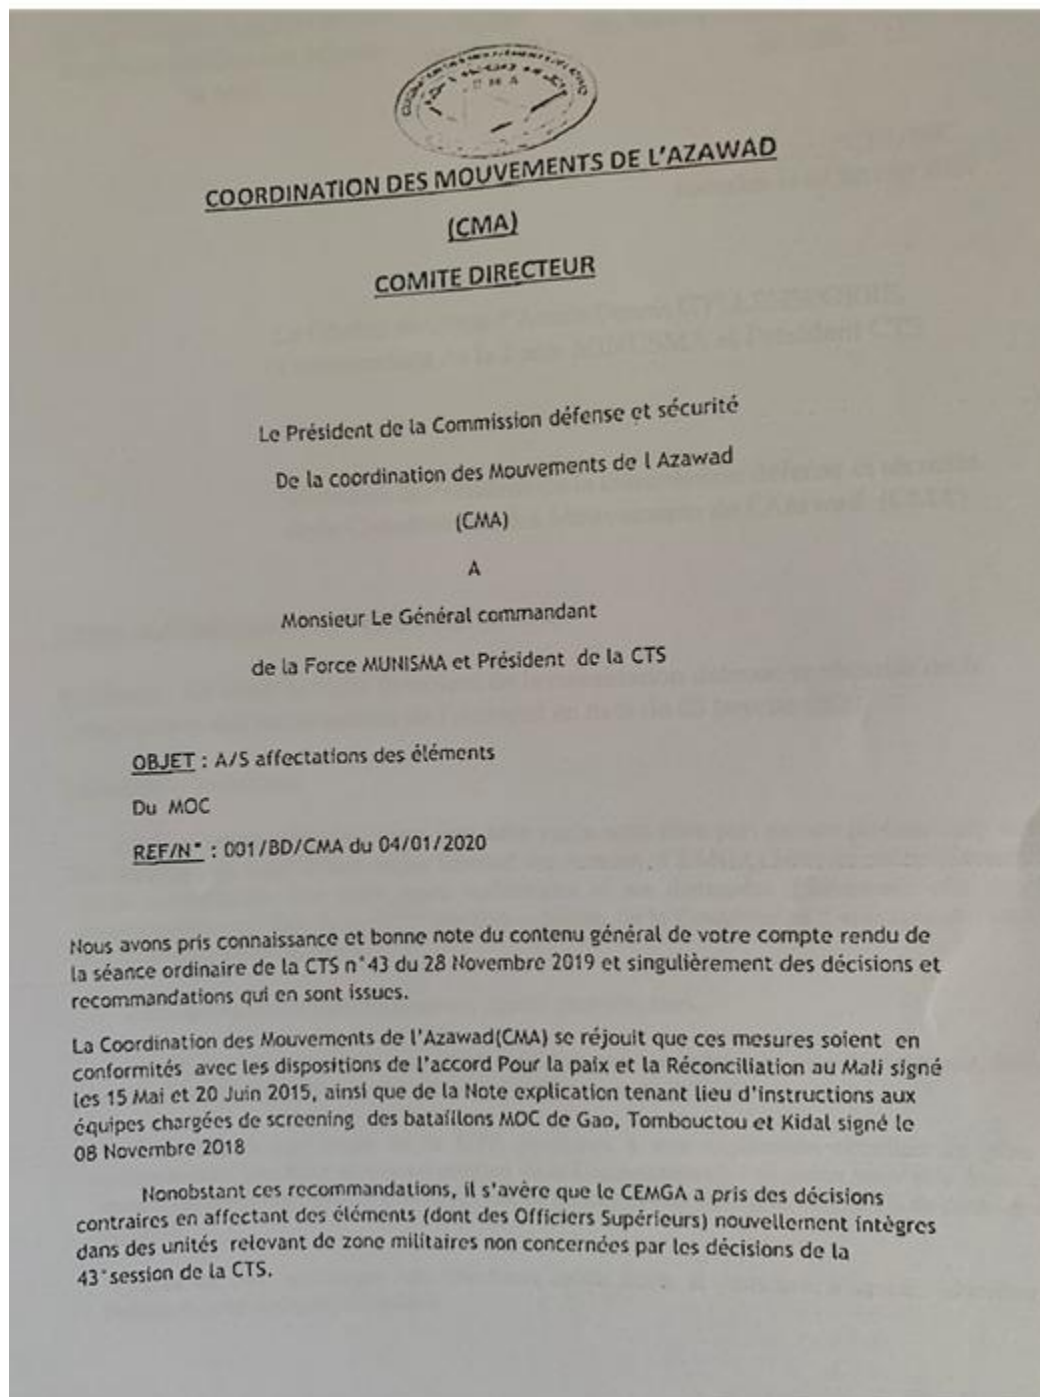 CMA
COORDINATION DES MOUVEMENTS DE L'AZAWAD
(CMA)
COMITE DIRECTEUR
Le Président de la Commission défense et sécurité
De la coordination des Mouvements de l Azawad
(CMA)
A
Monsieur Le Général commandant
de la Force MUNISMA et Président de la CTS
OBJET : A/S affectations des éléments
Du MOC
REF/N° : 001/BD/CMA du 04/01/2020
Nous avons pris connaissance et bonne note du contenu général de votre compte rendu de
la séance ordinaire de la CTS n°43 du 28 Novembre 2019 et singulièrement des décisions et
recommandations qui en sont issues.
La Coordination des Mouvements de l'Azawad(CMA) se réjouit que ces mesures soient en
conformités avec les dispositions de l'accord Pour la paix et la Réconciliation au Mali signé
les 15 Mai et 20 Juin 2015, ainsi que de la Note explication tenant lieu d'instructions aux
équipes chargées de screening des bataillons MOC de Gao, Tombouctou et Kidal signé le
08 Novembre 2018
Nonobstant ces recommandations, il s'avère que le CEMGA a pris des décisions
contraires en affectant des éléments (dont des Officiers Supérieurs) nouvellement intègres
dans des unités relevant de zone militaires non concernées par les décisions de la
43°session de la CTS.